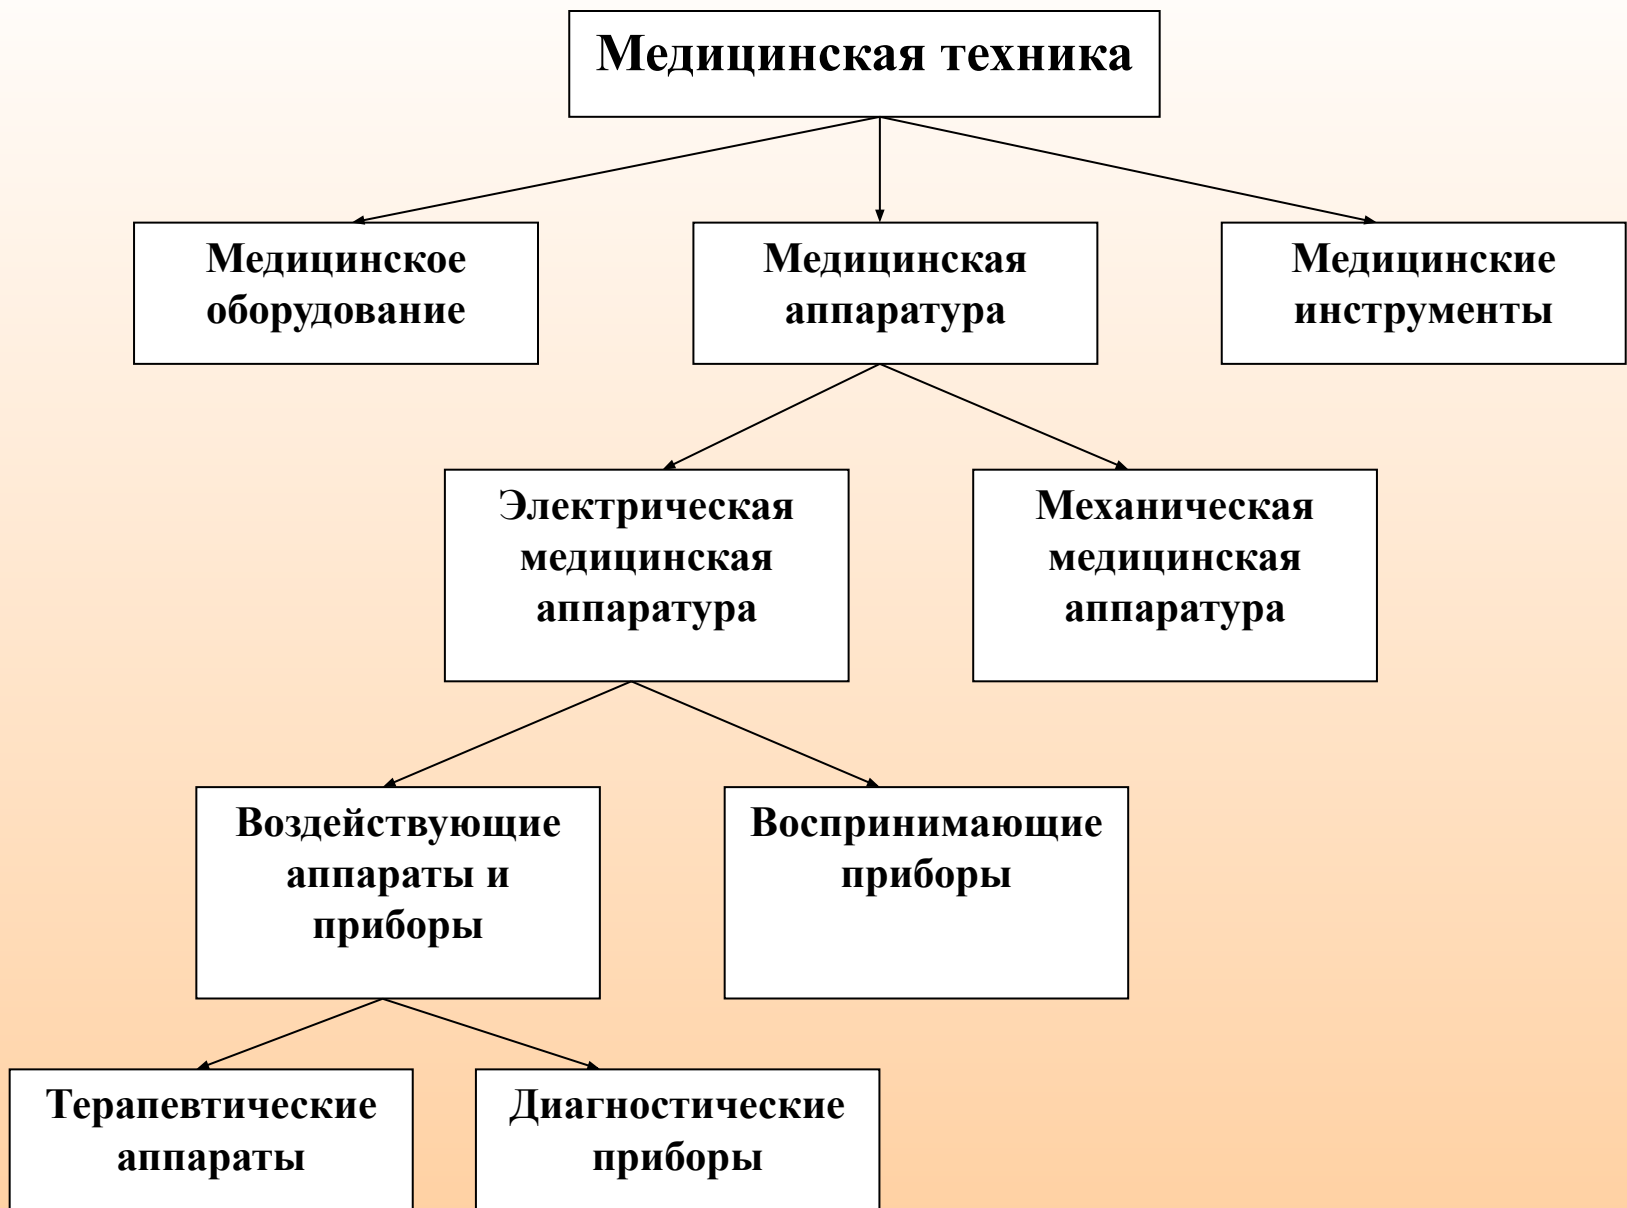 Медицинская техника
Медицинское
оборудование
Медицинская
аппаратура
Медицинские
инструменты
Электрическая
медицинская
аппаратура
Механическая
медицинская
аппаратура
Воздействующие
аппараты и
приборы
Воспринимающие
приборы
Терапевтические
аппараты
Диагностические
приборы